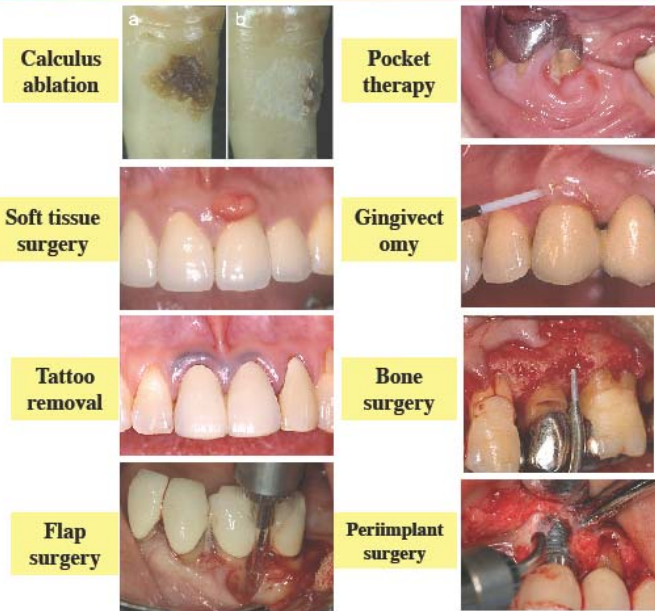 Calculus
ablation
a
b
Pocket
therapy
Soft tissue
surgery
Gingivect
omy
Tattoo
removal
Bone
surgery
Flap
surgery
Periimplant
surgery